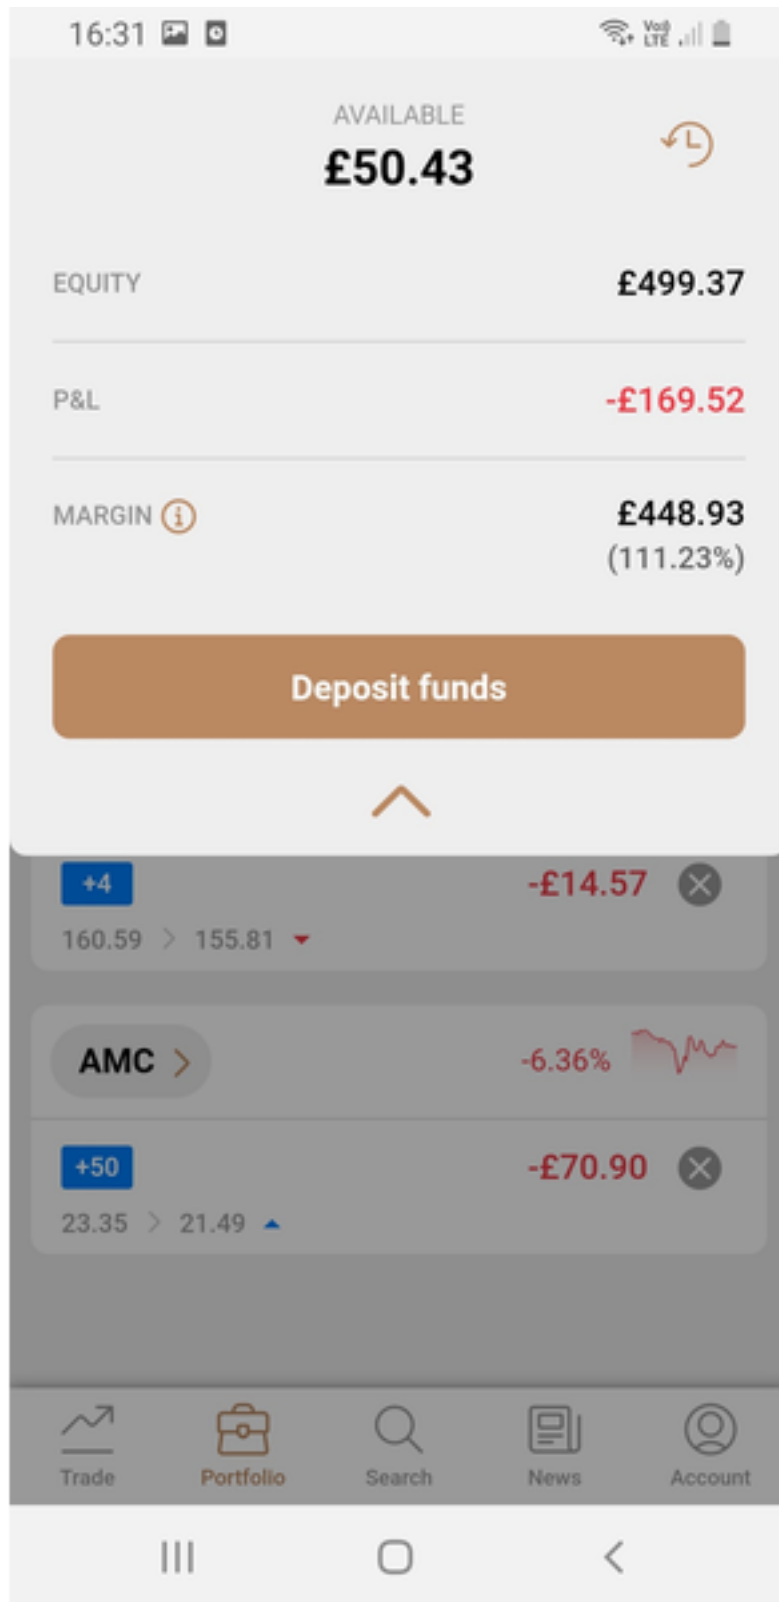 16:31 Vo)) LTE
AVAILABLE
£50.43
EQUITY £499.37
P&L -£169.52
MARGIN £448.93
(111.23%)
Deposit funds
+4 -£14.57
160.59 > 155.81
AMC > -6.36%
+50 -£70.90
23.35 > 21.49
Trade Portfolio Search News Account